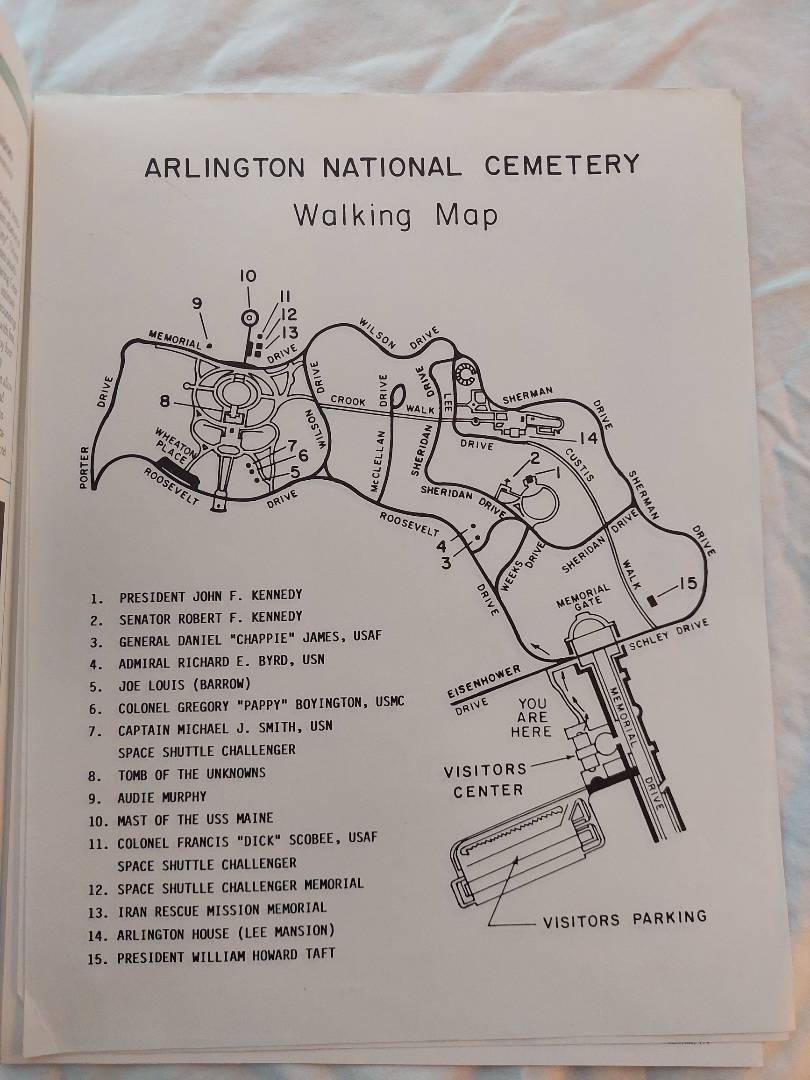 ARLINGTON NATIONAL CEMETERY
Walking Map
10
11
9
12
13
MEMORIAL
DRIVE
WILSON DRIVE
DRIVE
8
WILSON
DRIVE
CROOK WALK
McCLELLAN
DRIVE
SHERIDAN
DRIVE
LEE
DRIVE
SHERMAN
DRIVE
14
CUSTIS
WALK
PORTER
DRIVE
WHEATON
PLACE
7
6
5
ROOSEVELT
DRIVE
2
1
SHERIDAN DRIVE
SHERMAN
DRIVE
ROOSEVELT
DRIVE
4
3
WEEKS
DRIVE
SHERIDAN DRIVE
15
MEMORIAL
GATE
SCHLEY DRIVE
EISENHOWER
DRIVE
YOU
ARE
HERE
MEMORIAL
DRIVE
VISITORS
CENTER
VISITORS PARKING
1. PRESIDENT JOHN F. KENNEDY
2. SENATOR ROBERT F. KENNEDY
3. GENERAL DANIEL "CHAPPIE" JAMES, USAF
4. ADMIRAL RICHARD E. BYRD, USN
5. JOE LOUIS (BARROW)
6. COLONEL GREGORY "PAPPY" BOYINGTON, USMC
7. CAPTAIN MICHAEL J. SMITH, USN
SPACE SHUTTLE CHALLENGER
8. TOMB OF THE UNKNOWNS
9. AUDIE MURPHY
10. MAST OF THE USS MAINE
11. COLONEL FRANCIS "DICK" SCOBEE, USAF
SPACE SHUTTLE CHALLENGER
12. SPACE SHUTLLE CHALLENGER MEMORIAL
13. IRAN RESCUE MISSION MEMORIAL
14. ARLINGTON HOUSE (LEE MANSION)
15. PRESIDENT WILLIAM HOWARD TAFT